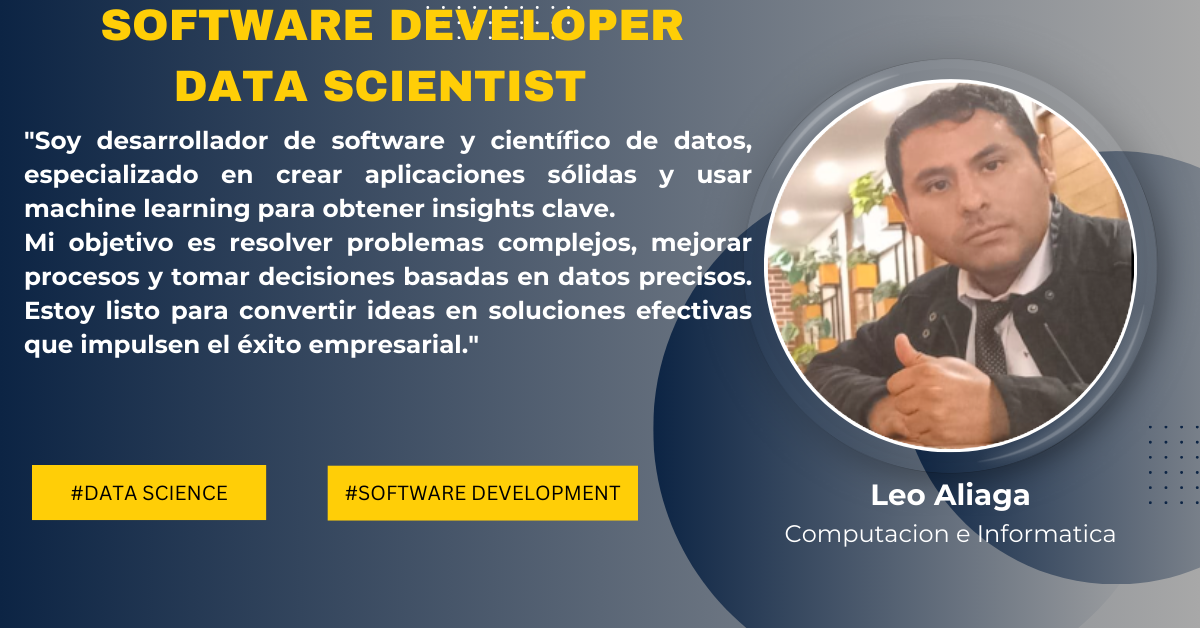 SOFTWARE DEVELOPER
DATA SCIENTIST
"Soy desarrollador de software y científico de datos,
especializado en crear aplicaciones sólidas y usar
machine learning para obtener insights clave.
Mi objetivo es resolver problemas complejos, mejorar
procesos y tomar decisiones basadas en datos precisos.
Estoy listo para convertir ideas en soluciones efectivas
que impulsen el éxito empresarial."
#DATA SCIENCE
#SOFTWARE DEVELOPMENT
Leo Aliaga
Computacion e Informatica